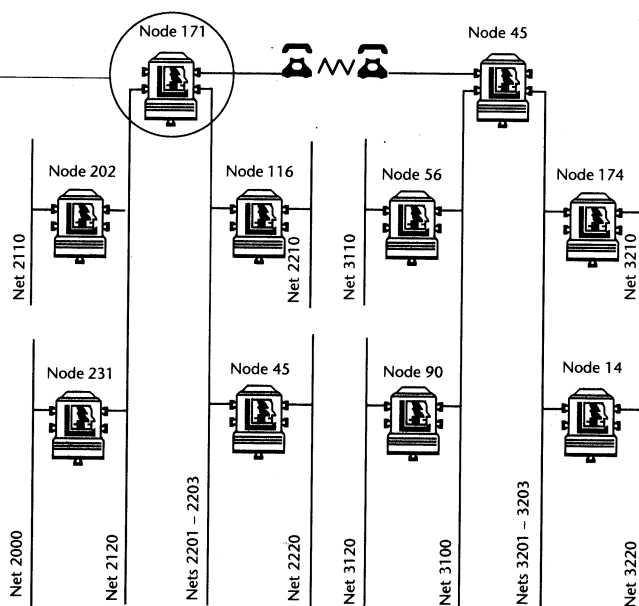 Node 171
Node 45
Node 202
Node 116
Node 56
Node 174
Net 2110
Net 2210
Net 3110
Net 3210
Node 231
Node 45
Node 90
Node 14
Net 2000
Net 2120
Nets 2201 – 2203
Net 2220
Net 3120
Net 3100
Nets 3201 – 3203
Net 3220